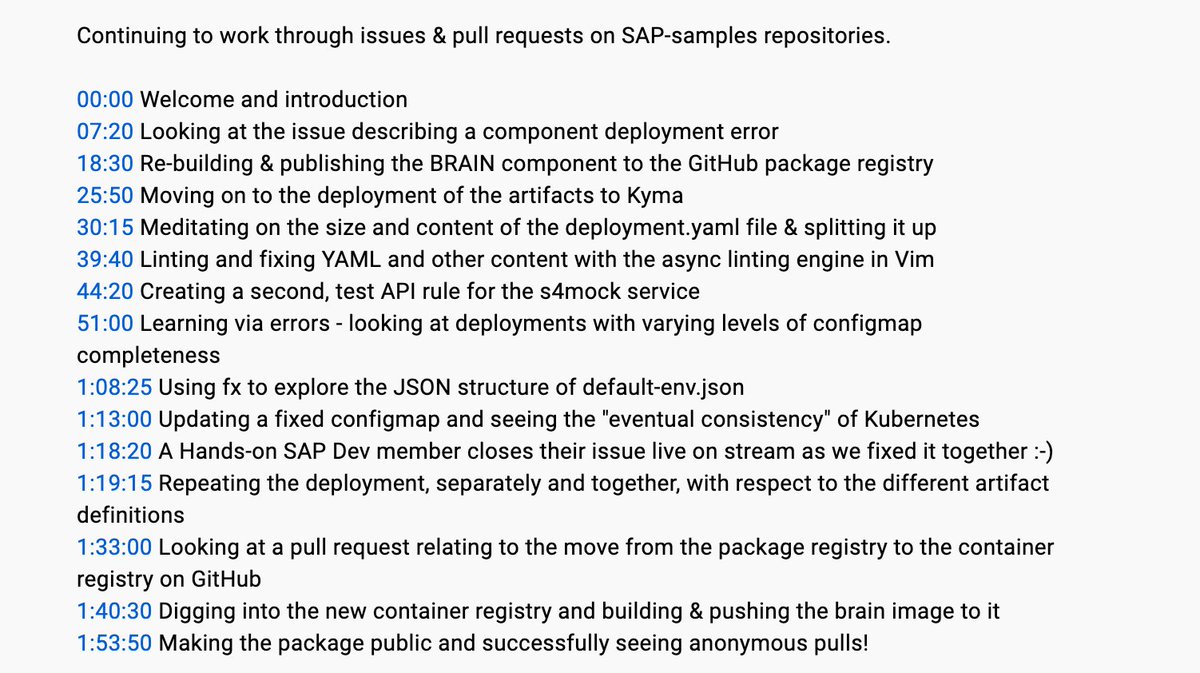 Continuing to work through issues & pull requests on SAP-samples repositories.
00:00 Welcome and introduction
07:20 Looking at the issue describing a component deployment error
18:30 Re-building & publishing the BRAIN component to the GitHub package registry
25:50 Moving on to the deployment of the artifacts to Kyma
30:15 Meditating on the size and content of the deployment.yaml file & splitting it up
39:40 Linting and fixing YAML and other content with the async linting engine in Vim
44:20 Creating a second, test API rule for the s4mock service
51:00 Learning via errors - looking at deployments with varying levels of configmap
completeness
1:08:25 Using fx to explore the JSON structure of default-env.json
1:13:00 Updating a fixed configmap and seeing the "eventual consistency" of Kubernetes
1:18:20 A Hands-on SAP Dev member closes their issue live on stream as we fixed it together :-)
1:19:15 Repeating the deployment, separately and together, with respect to the different artifact
definitions
1:33:00 Looking at a pull request relating to the move from the package registry to the container
registry on GitHub
1:40:30 Digging into the new container registry and building & pushing the brain image to it
1:53:50 Making the package public and successfully seeing anonymous pulls!